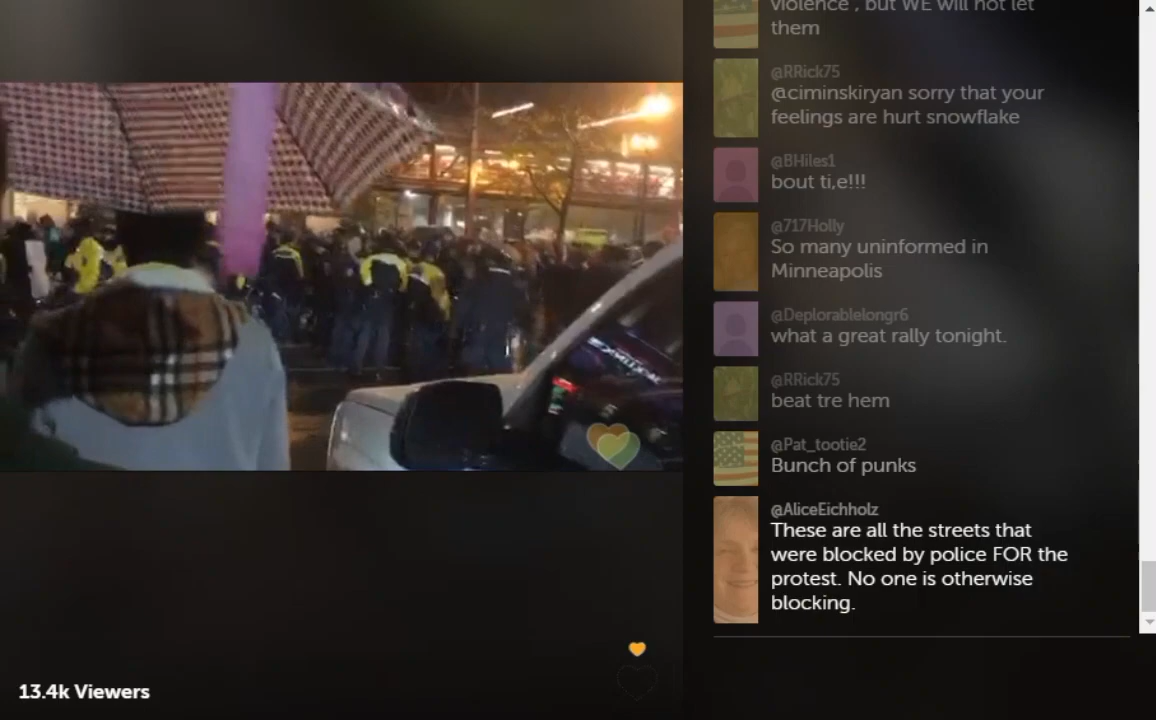 violence , but WE will not let
them
@RRick75
@ciminskiryan sorry that your
feelings are hurt snowflake
@BHiles1
bout ti,e!!!
@717Holly
So many uninformed in
Minneapolis
@Deplorablelongr6
what a great rally tonight.
@RRick75
beat tre hem
@Pat_tootie2
Bunch of punks
@AliceEichholz
These are all the streets that
were blocked by police FOR the
protest. No one is otherwise
blocking.
13.4k Viewers